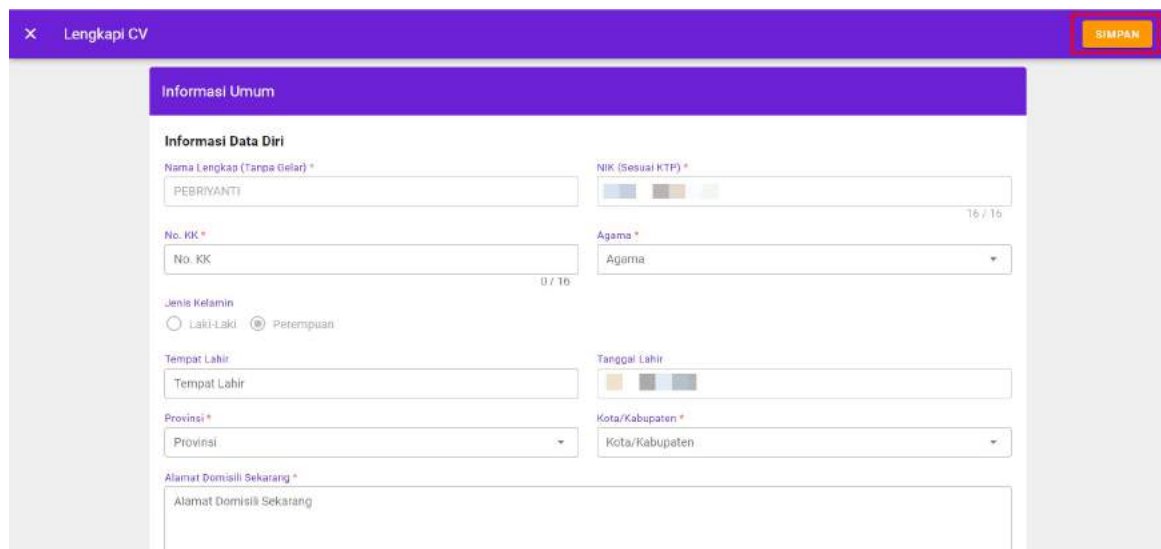 × Lengkapi CV SIMPAN
Informasi Umum
Informasi Data Diri
Nama Lengkap (Tanpa Gelar) * NIK (Sesuai KTP) *
PEBRIYANTI
16 / 16
No. KK * Agama *
No. KK Agama
0 / 16
Jenis Kelamin
Laki-Laki Perempuan
Tempat Lahir Tanggal Lahir
Tempat Lahir
Provinsi * Kota/Kabupaten *
Provinsi Kota/Kabupaten
Alamat Domisili Sekarang *
Alamat Domisili Sekarang